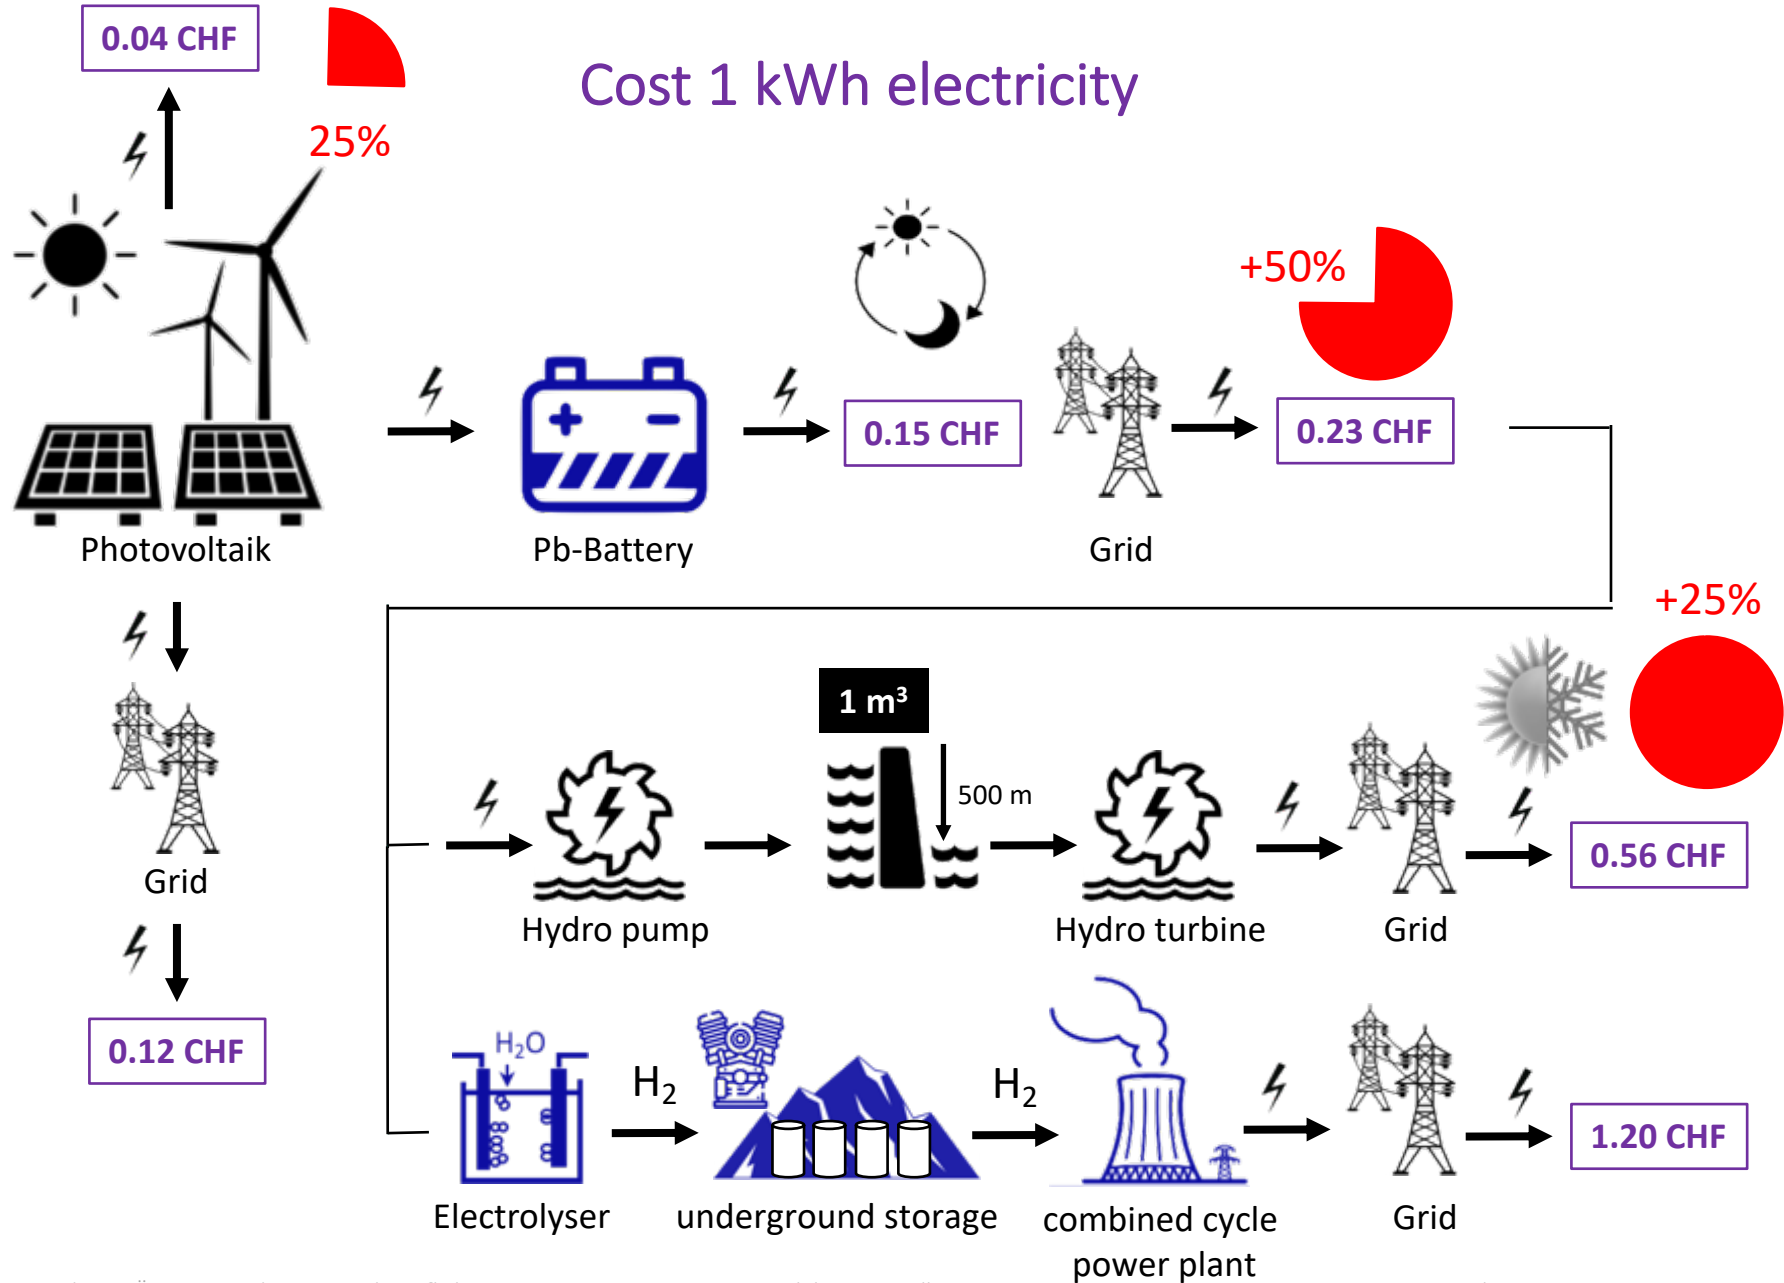 0.04 CHF
Cost 1 kWh electricity
25%
+50%
0.15 CHF
0.23 CHF
Photovoltaik
Pb-Battery
Grid
+25%
1 m³
500 m
Grid
0.56 CHF
Hydro pump
Hydro turbine
Grid
0.12 CHF
H₂O
H₂
H₂
1.20 CHF
Electrolyser
underground storage
combined cycle
power plant
Grid